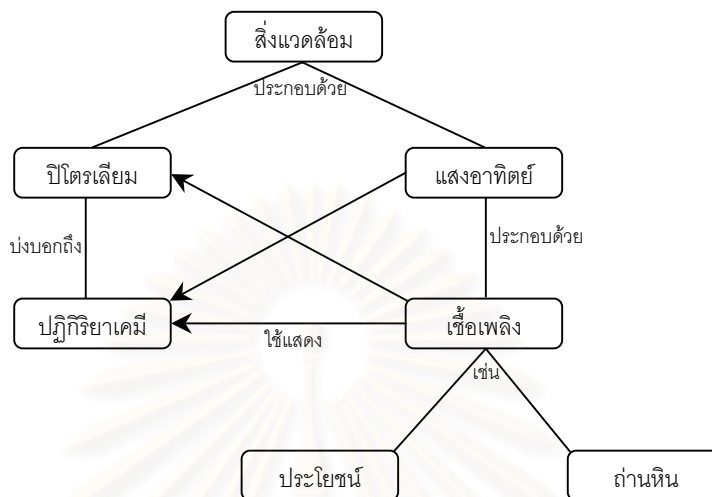 สิ่งแวดล้อม
ประกอบด้วย
ปิโตรเลียม
แสงอาทิตย์
บ่งบอกถึง
ประกอบด้วย
ปฏิกิริยาเคมี
เชื้อเพลิง
ใช้แสดง
เช่น
ประโยชน์
ถ่านหิน